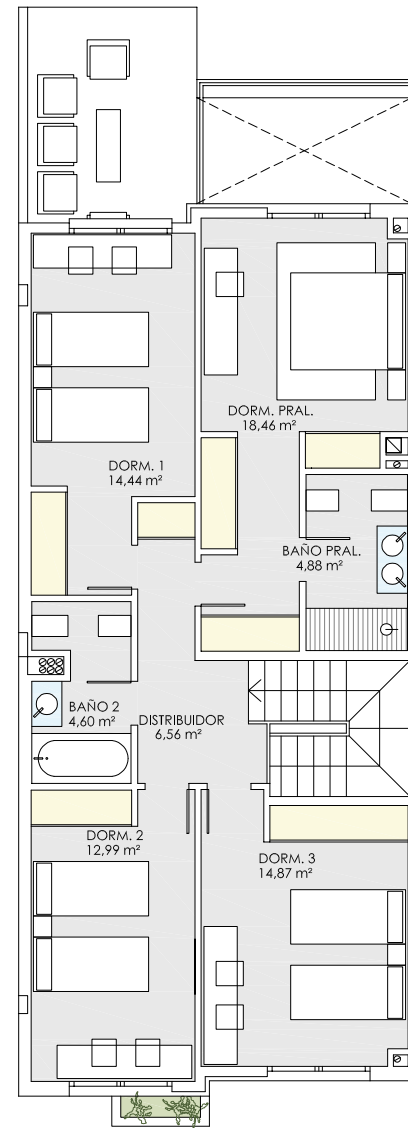 DORM. PRAL.
18,46 m²
DORM. 1
14,44 m²
BAÑO PRAL.
4,88 m²
BAÑO 2
4,60 m²
DISTRIBUIDOR
6,56 m²
DORM. 2
12,99 m²
DORM. 3
14,87 m²